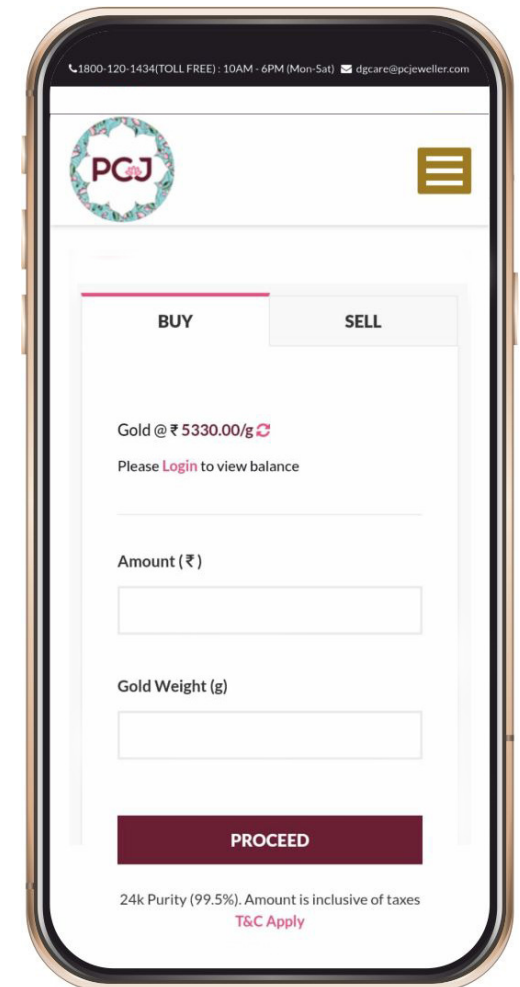 1800-120-1434(TOLL FREE) : 10AM - 6PM (Mon-Sat) dgcare@pcjeweller.com
PCJ
BUY SELL
Gold @ ₹ 5330.00/g
Please Login to view balance
Amount (₹)
Gold Weight (g)
PROCEED
24k Purity (99.5%). Amount is inclusive of taxes
T&C Apply